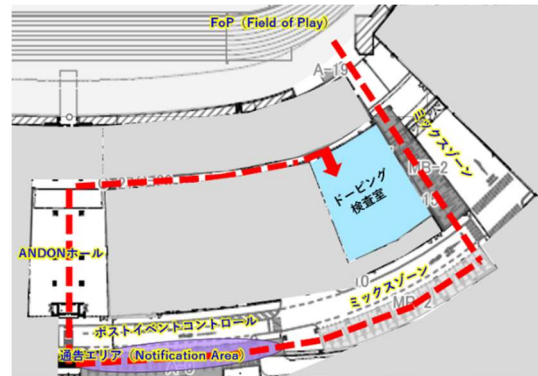 FoP（Field of Play）
A-19
ミックスゾーン
MB-2
ドーピング
検査室
ANDONホール
ミックスゾーン
ポストイベントコントロール
通告エリア（Notification Area）